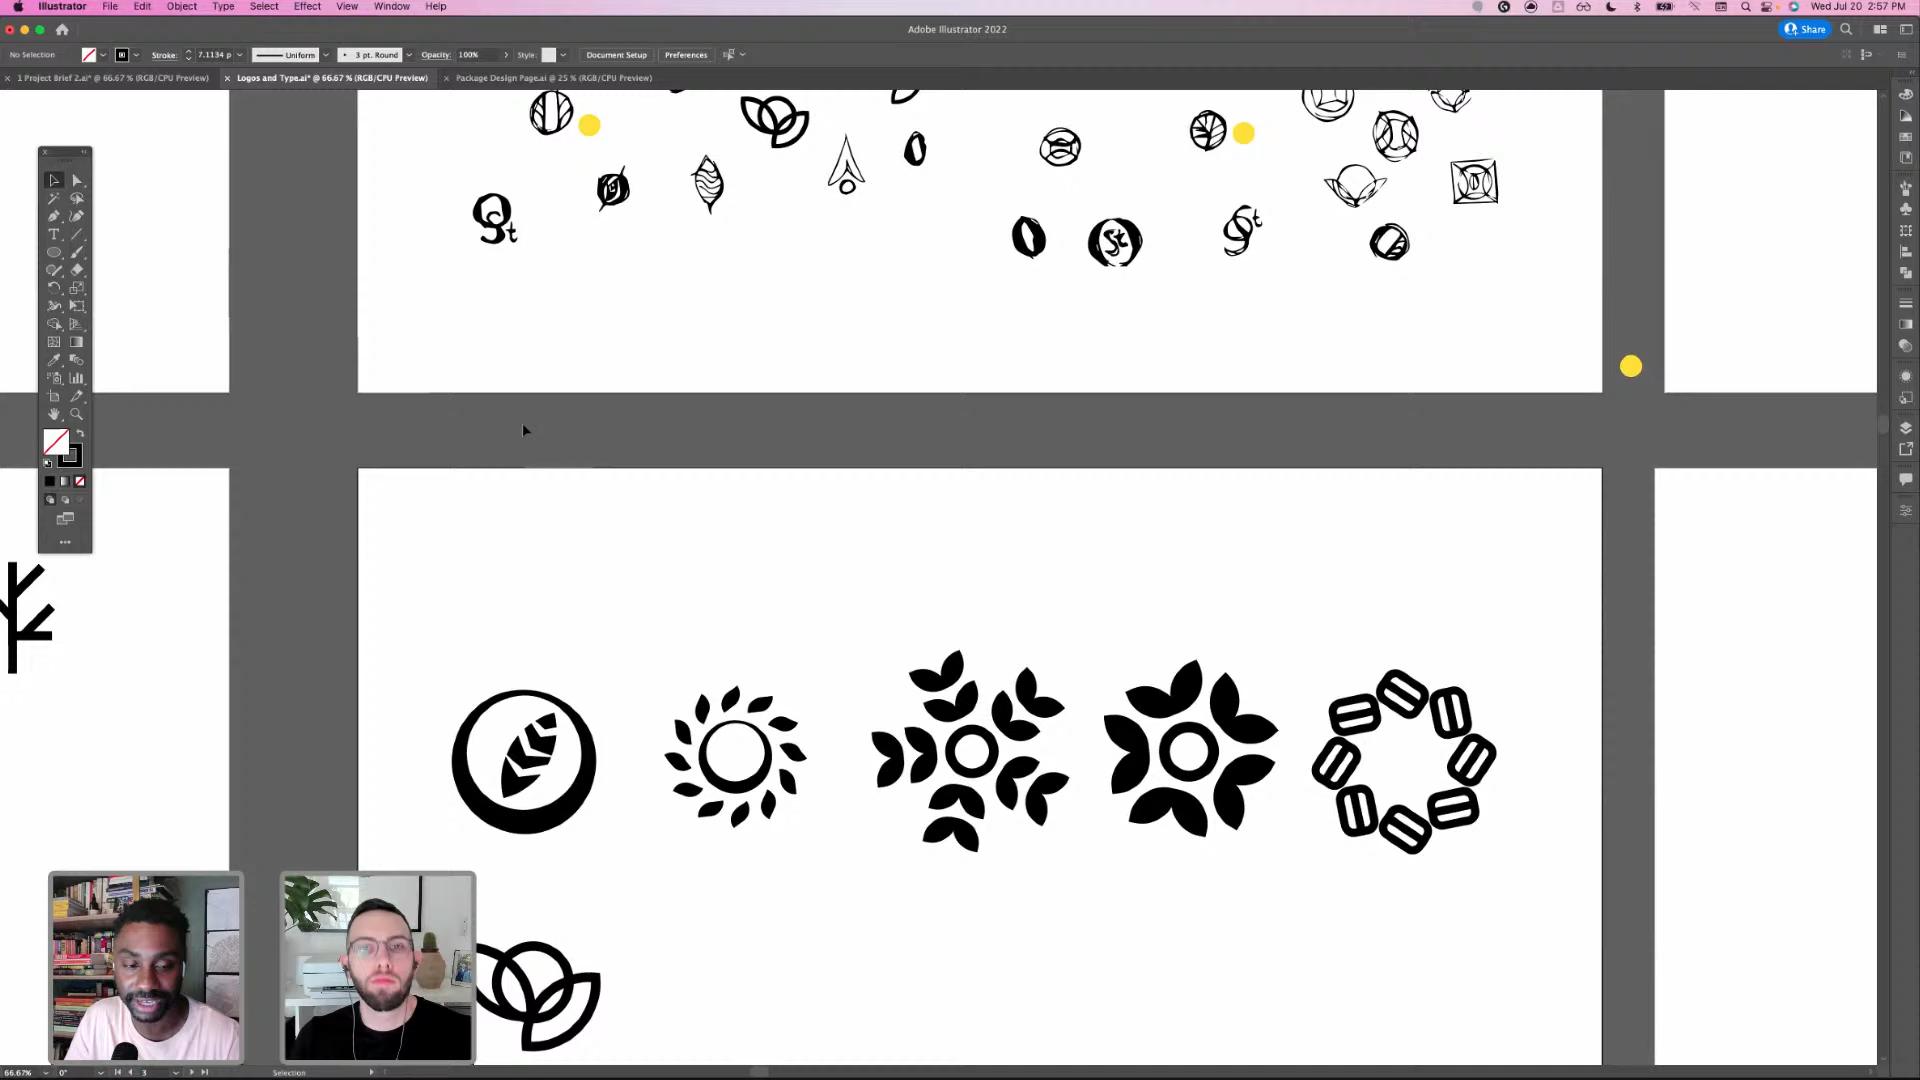 Illustrator File Edit Object Type Select Effect View Window Help
Wed Jul 20 2:57 PM
Adobe Illustrator 2022
Share
No Selection Stroke: 7.1134 p Uniform 3 pt. Round Opacity: 100% Style: Document Setup Preferences
1 Project Brief 2.ai* @ 66.67 % (RGB/CPU Preview) Logos and Type.ai* @ 66.67 % (RGB/CPU Preview) Package Design Page.ai @ 25 % (RGB/CPU Preview)
St
St
St
66.67% 0° 3 Selection